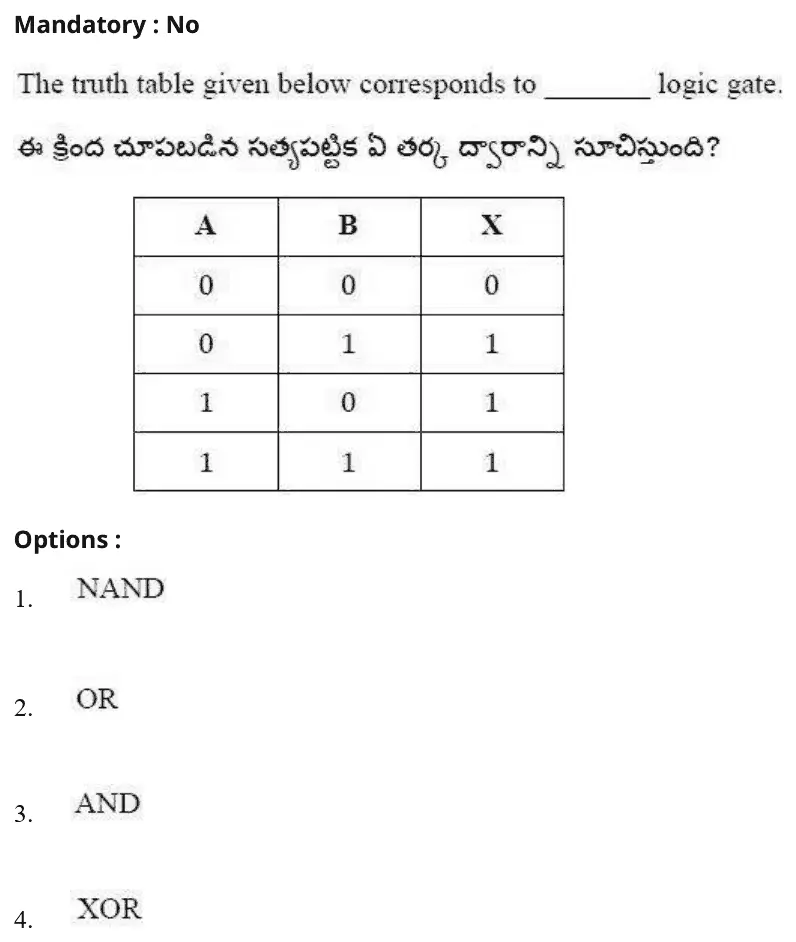 Mandatory : No
The truth table given below corresponds to ________ logic gate.
ఈ క్రింద చూపబడిన సత్యపట్టిక ఏ తర్క ద్వారాన్ని సూచిస్తుంది?
A B X
0 0 0
0 1 1
1 0 1
1 1 1
Options :
1. NAND
2. OR
3. AND
4. XOR